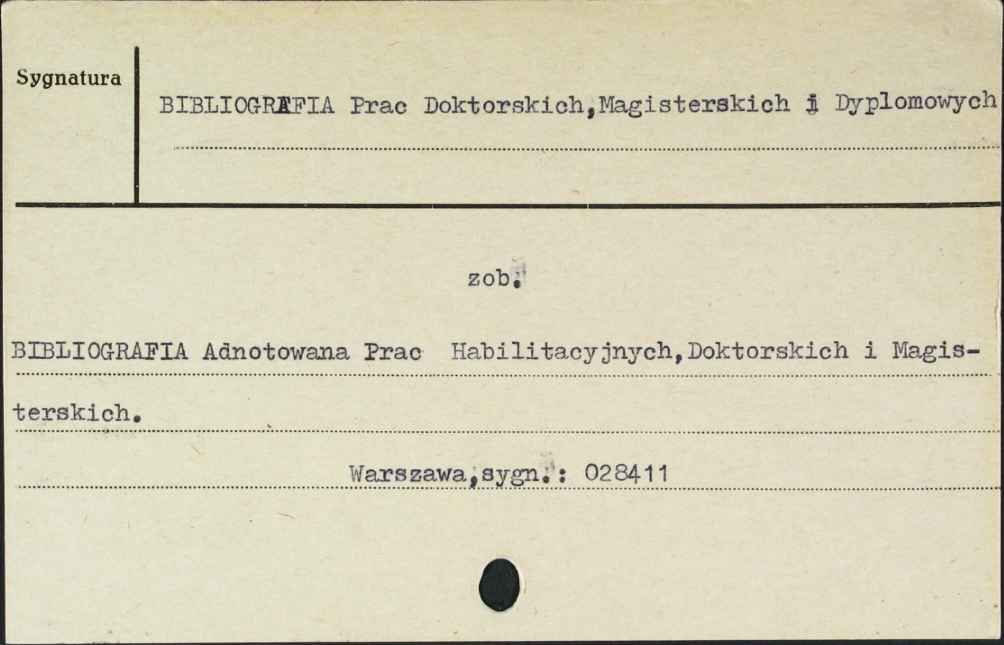 Sygnatura
BIBLIOGRAFIA Prac Doktorskich,Magisterskich i Dyplomowych
zob.
BIBLIOGRAFIA Adnotowana Prac Habilitacyjnych,Doktorskich i Magis-
terskich.
Warszawa,sygn.: 028411